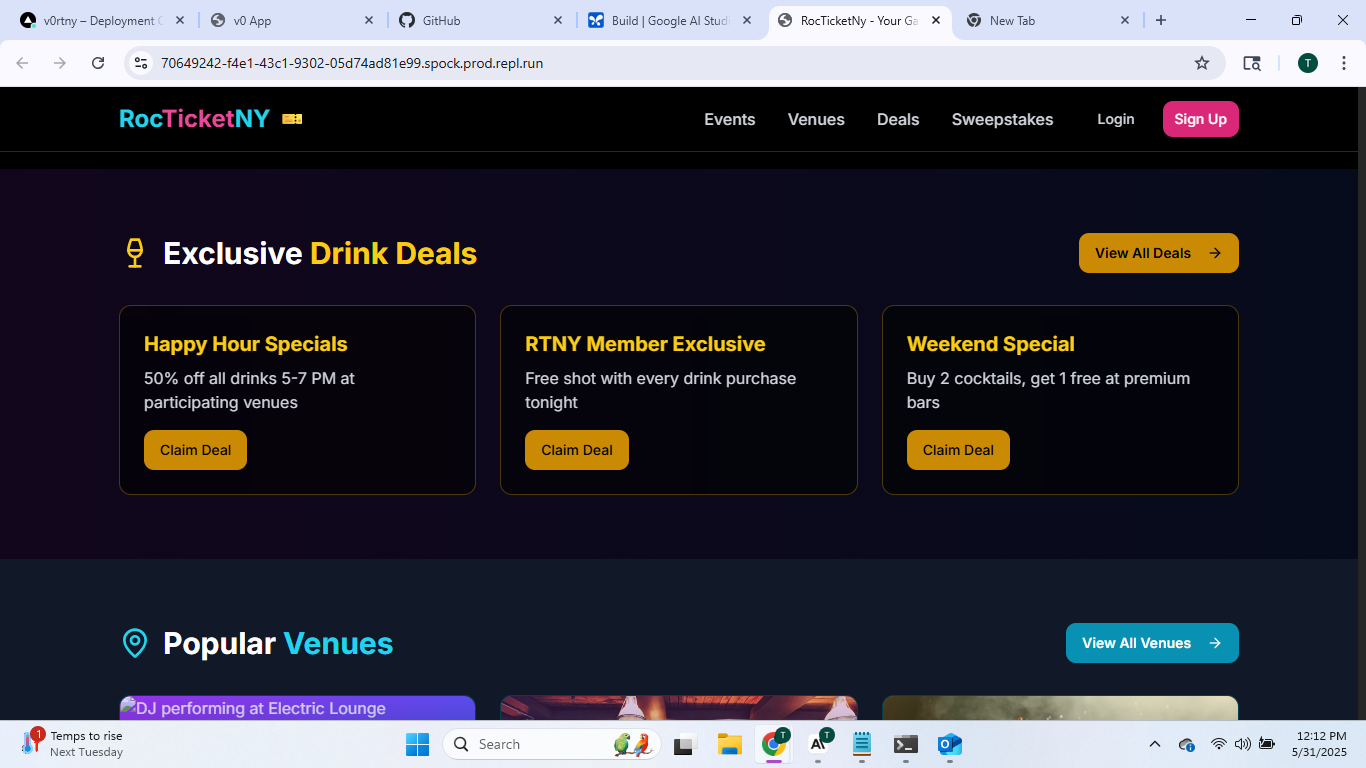 v0rtny – Deployment
v0 App
GitHub
Build | Google AI Stud
RocTicketNy - Your Ga
New Tab
70649242-f4e1-43c1-9302-05d74ad81e99.spock.prod.repl.run
T
RocTicketNY
Events
Venues
Deals
Sweepstakes
Login
Sign Up
Exclusive Drink Deals
View All Deals
Happy Hour Specials
50% off all drinks 5-7 PM at
participating venues
Claim Deal
RTNY Member Exclusive
Free shot with every drink purchase
tonight
Claim Deal
Weekend Special
Buy 2 cocktails, get 1 free at premium
bars
Claim Deal
Popular Venues
View All Venues
DJ performing at Electric Lounge
1
Temps to rise
Next Tuesday
Search
T
T
12:12 PM
5/31/2025